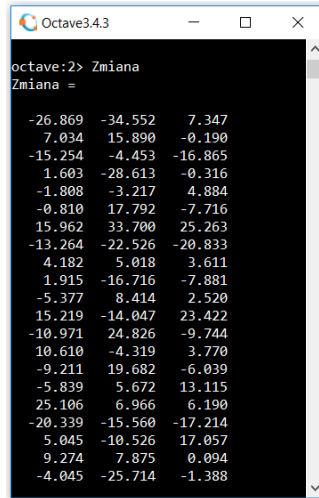 Octave3.4.3
octave:2> Zmiana
Zmiana =
-26.869 -34.552 7.347
7.034 15.890 -0.190
-15.254 -4.453 -16.865
1.603 -28.613 -0.316
-1.808 -3.217 4.884
-0.810 17.792 -7.716
15.962 33.700 25.263
-13.264 -22.526 -20.833
4.182 5.018 3.611
1.915 -16.716 -7.881
-5.377 8.414 2.520
15.219 -14.047 23.422
-10.971 24.826 -9.744
10.610 -4.319 3.770
-9.211 19.682 -6.039
-5.839 5.672 13.115
25.106 6.966 6.190
-20.339 -15.560 -17.214
5.045 -10.526 17.057
9.274 7.875 0.094
-4.045 -25.714 -1.388